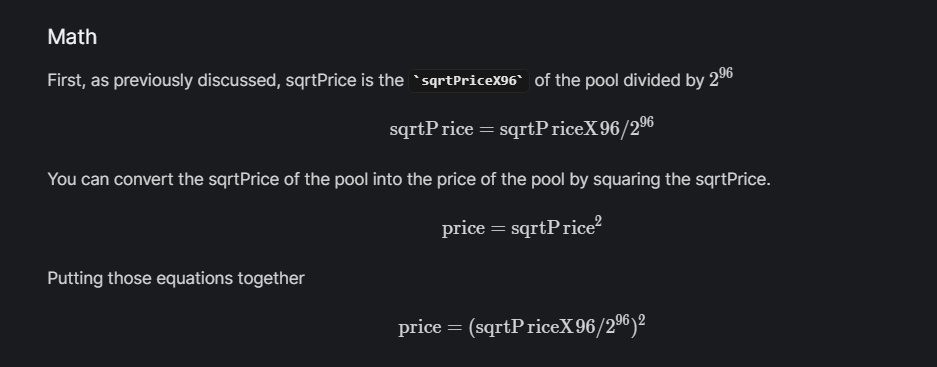 Math
First, as previously discussed, sqrtPrice is the `sqrtPriceX96` of the pool divided by 2^96
sqrtPrice = sqrtPriceX96/2^96
You can convert the sqrtPrice of the pool into the price of the pool by squaring the sqrtPrice.
price = sqrtPrice^2
Putting those equations together
price = (sqrtPriceX96/2^96)^2